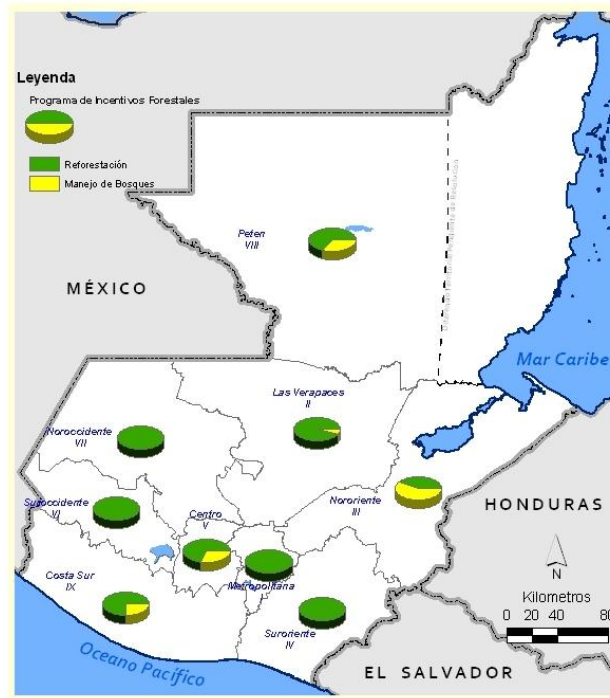 Leyenda
Programa de Incentivos Forestales
Reforestación
Manejo de Bosques
Peten
VIII
MÉXICO
Mar Caribe
Las Verapaces
II
Noroccidente
VII
Nororiente
III
HONDURAS
Suroccidente
VI
Centro
V
N
Metropolitana
Costa Sur
IX
Kilometros
0 20 40 80
Suroriente
IV
Oceano Pacífico
EL SALVADOR